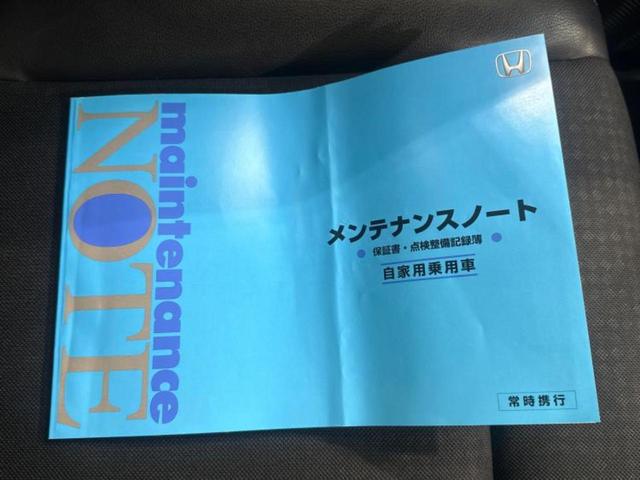 maintenance
NOTE
メンテナンスノート
保証書・点検整備記録簿
自家用乗用車
常時携行